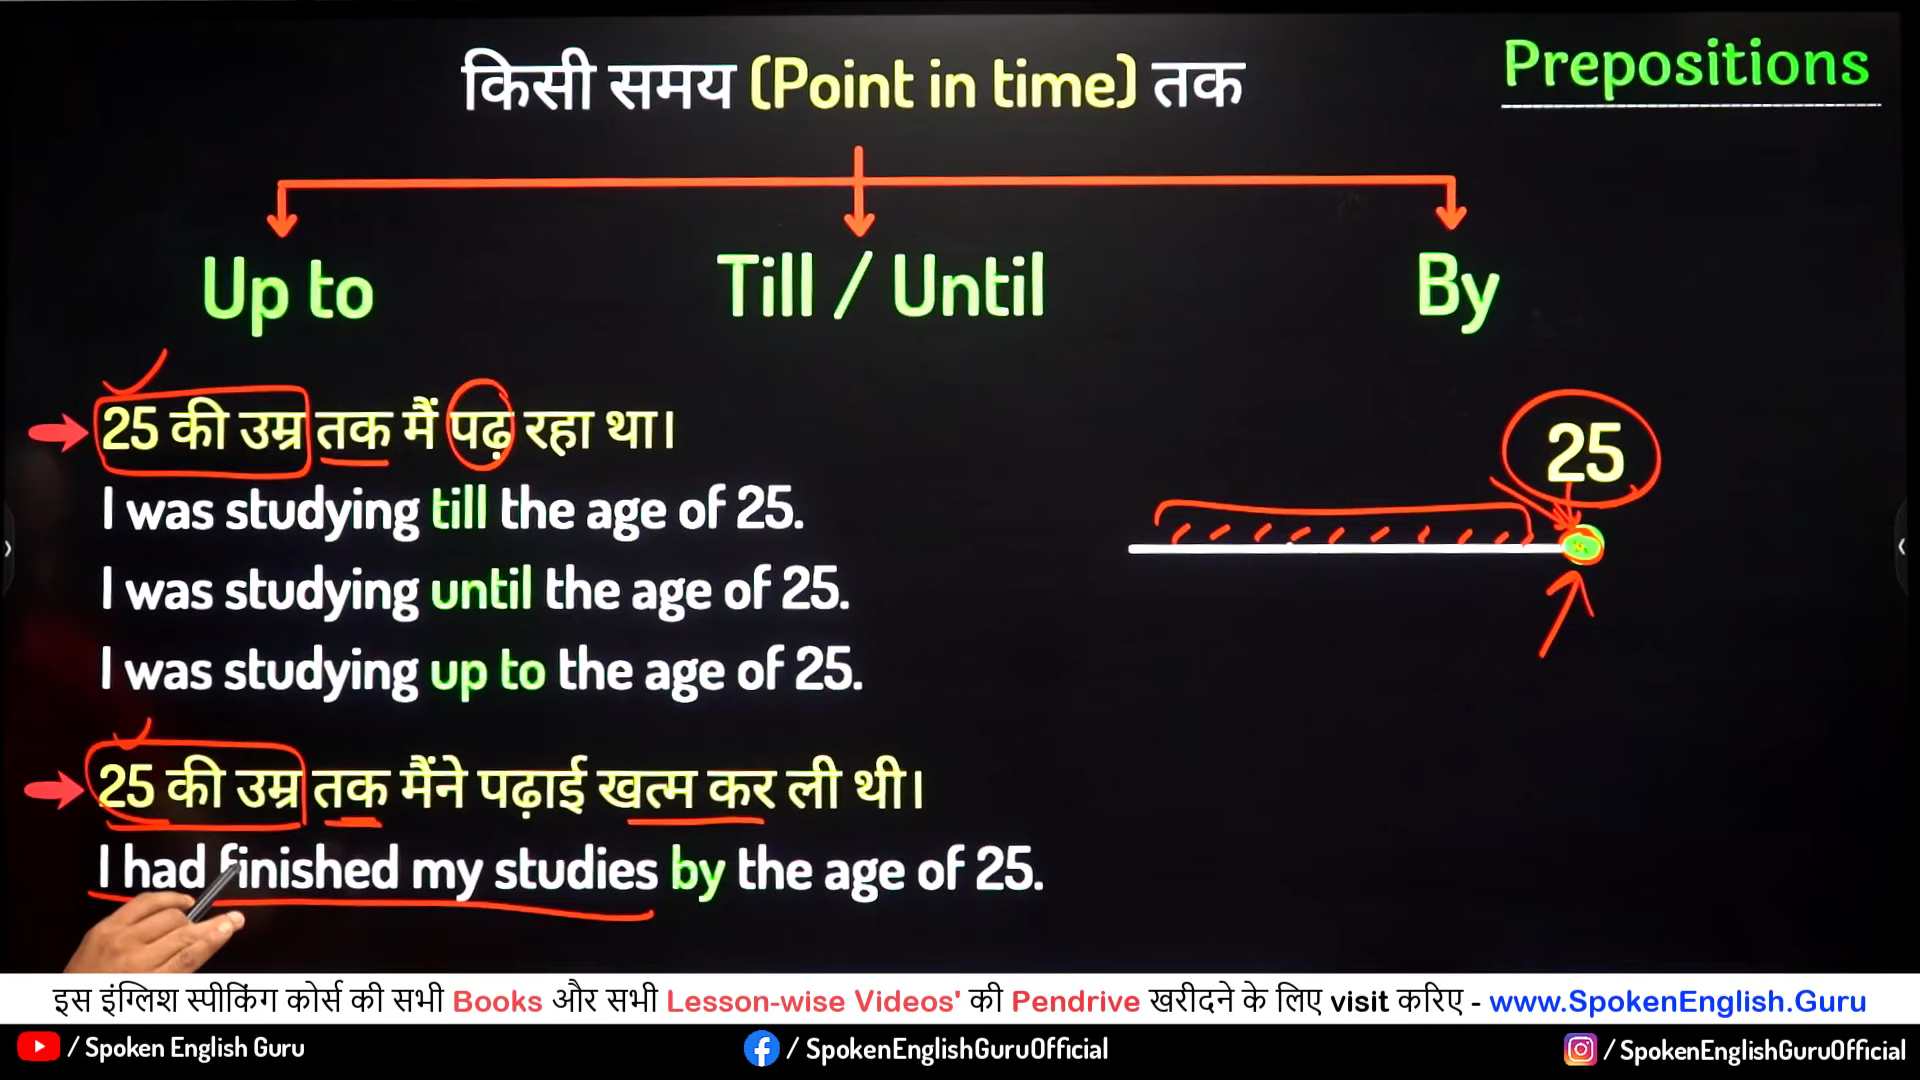 किसी समय (Point in time) तक
Prepositions
Up to
Till / Until
By
25 की उम्र तक मैं पढ़ रहा था।
25
I was studying till the age of 25.
I was studying until the age of 25.
I was studying up to the age of 25.
25 की उम्र तक मैंने पढ़ाई खत्म कर ली थी।
I had finished my studies by the age of 25.
इस इंग्लिश स्पीकिंग कोर्स की सभी Books और सभी Lesson-wise Videos' की Pendrive खरीदने के लिए visit करिए - www.SpokenEnglish.Guru
/ Spoken English Guru
/ SpokenEnglishGuruOfficial
/ SpokenEnglishGuruOfficial